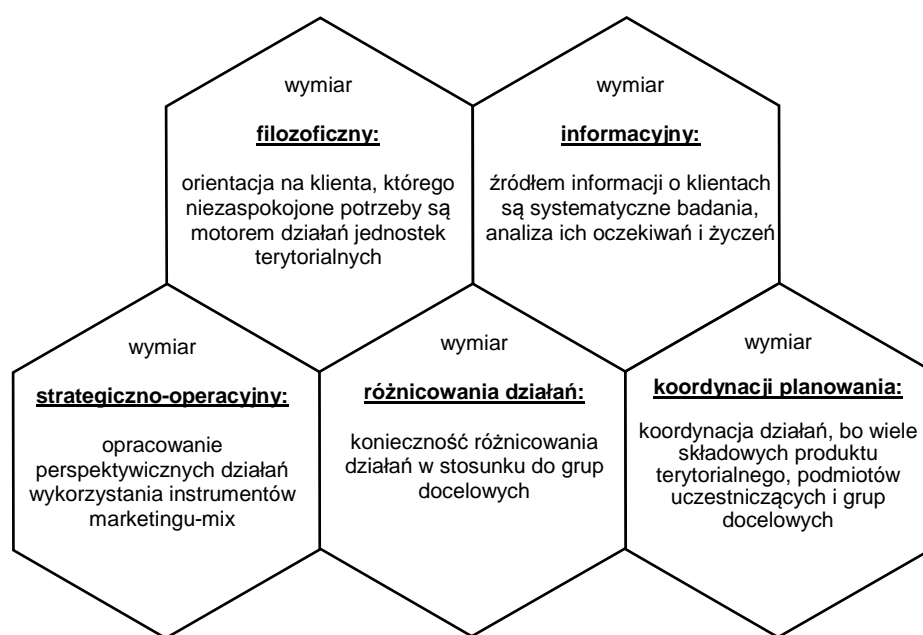 wymiar
filozoficzny:
orientacja na klienta, którego
niezaspokojone potrzeby są
motorem działań jednostek
terytorialnych
wymiar
informacyjny:
źródłem informacji o klientach
są systematyczne badania,
analiza ich oczekiwań i życzeń
wymiar
strategiczno-operacyjny:
opracowanie
perspektywicznych działań
wykorzystania instrumentów
marketingu-mix
wymiar
różnicowania działań:
konieczność różnicowania
działań w stosunku do grup
docelowych
wymiar
koordynacji planowania:
koordynacja działań, bo wiele
składowych produktu
terytorialnego, podmiotów
uczestniczących i grup
docelowych